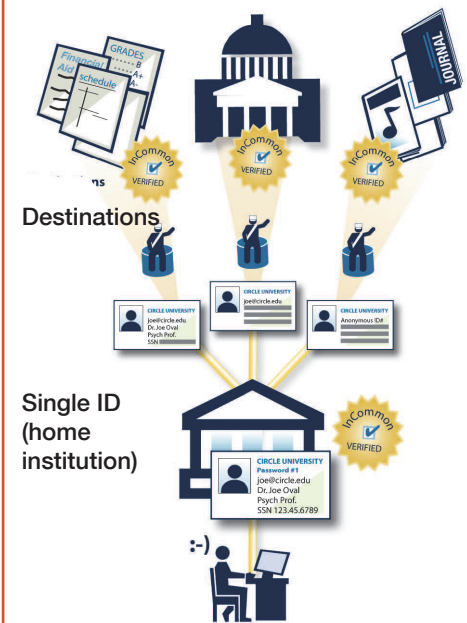 GRADES
B
A+
A-
Financial
Aid
schedule
JOURNAL
InCommon
VERIFIED
InCommon
VERIFIED
InCommon
VERIFIED
ns
Destinations
CIRCLE UNIVERSITY
joe@circle.edu
Dr. Joe Oval
Psych Prof.
SSN
CIRCLE UNIVERSITY
joe@circle.edu
CIRCLE UNIVERSITY
Anonymous ID#
Single ID
(home
institution)
InCommon
VERIFIED
CIRCLE UNIVERSITY
Password #1
joe@circle.edu
Dr. Joe Oval
Psych Prof.
SSN 123.45.6789
:-)